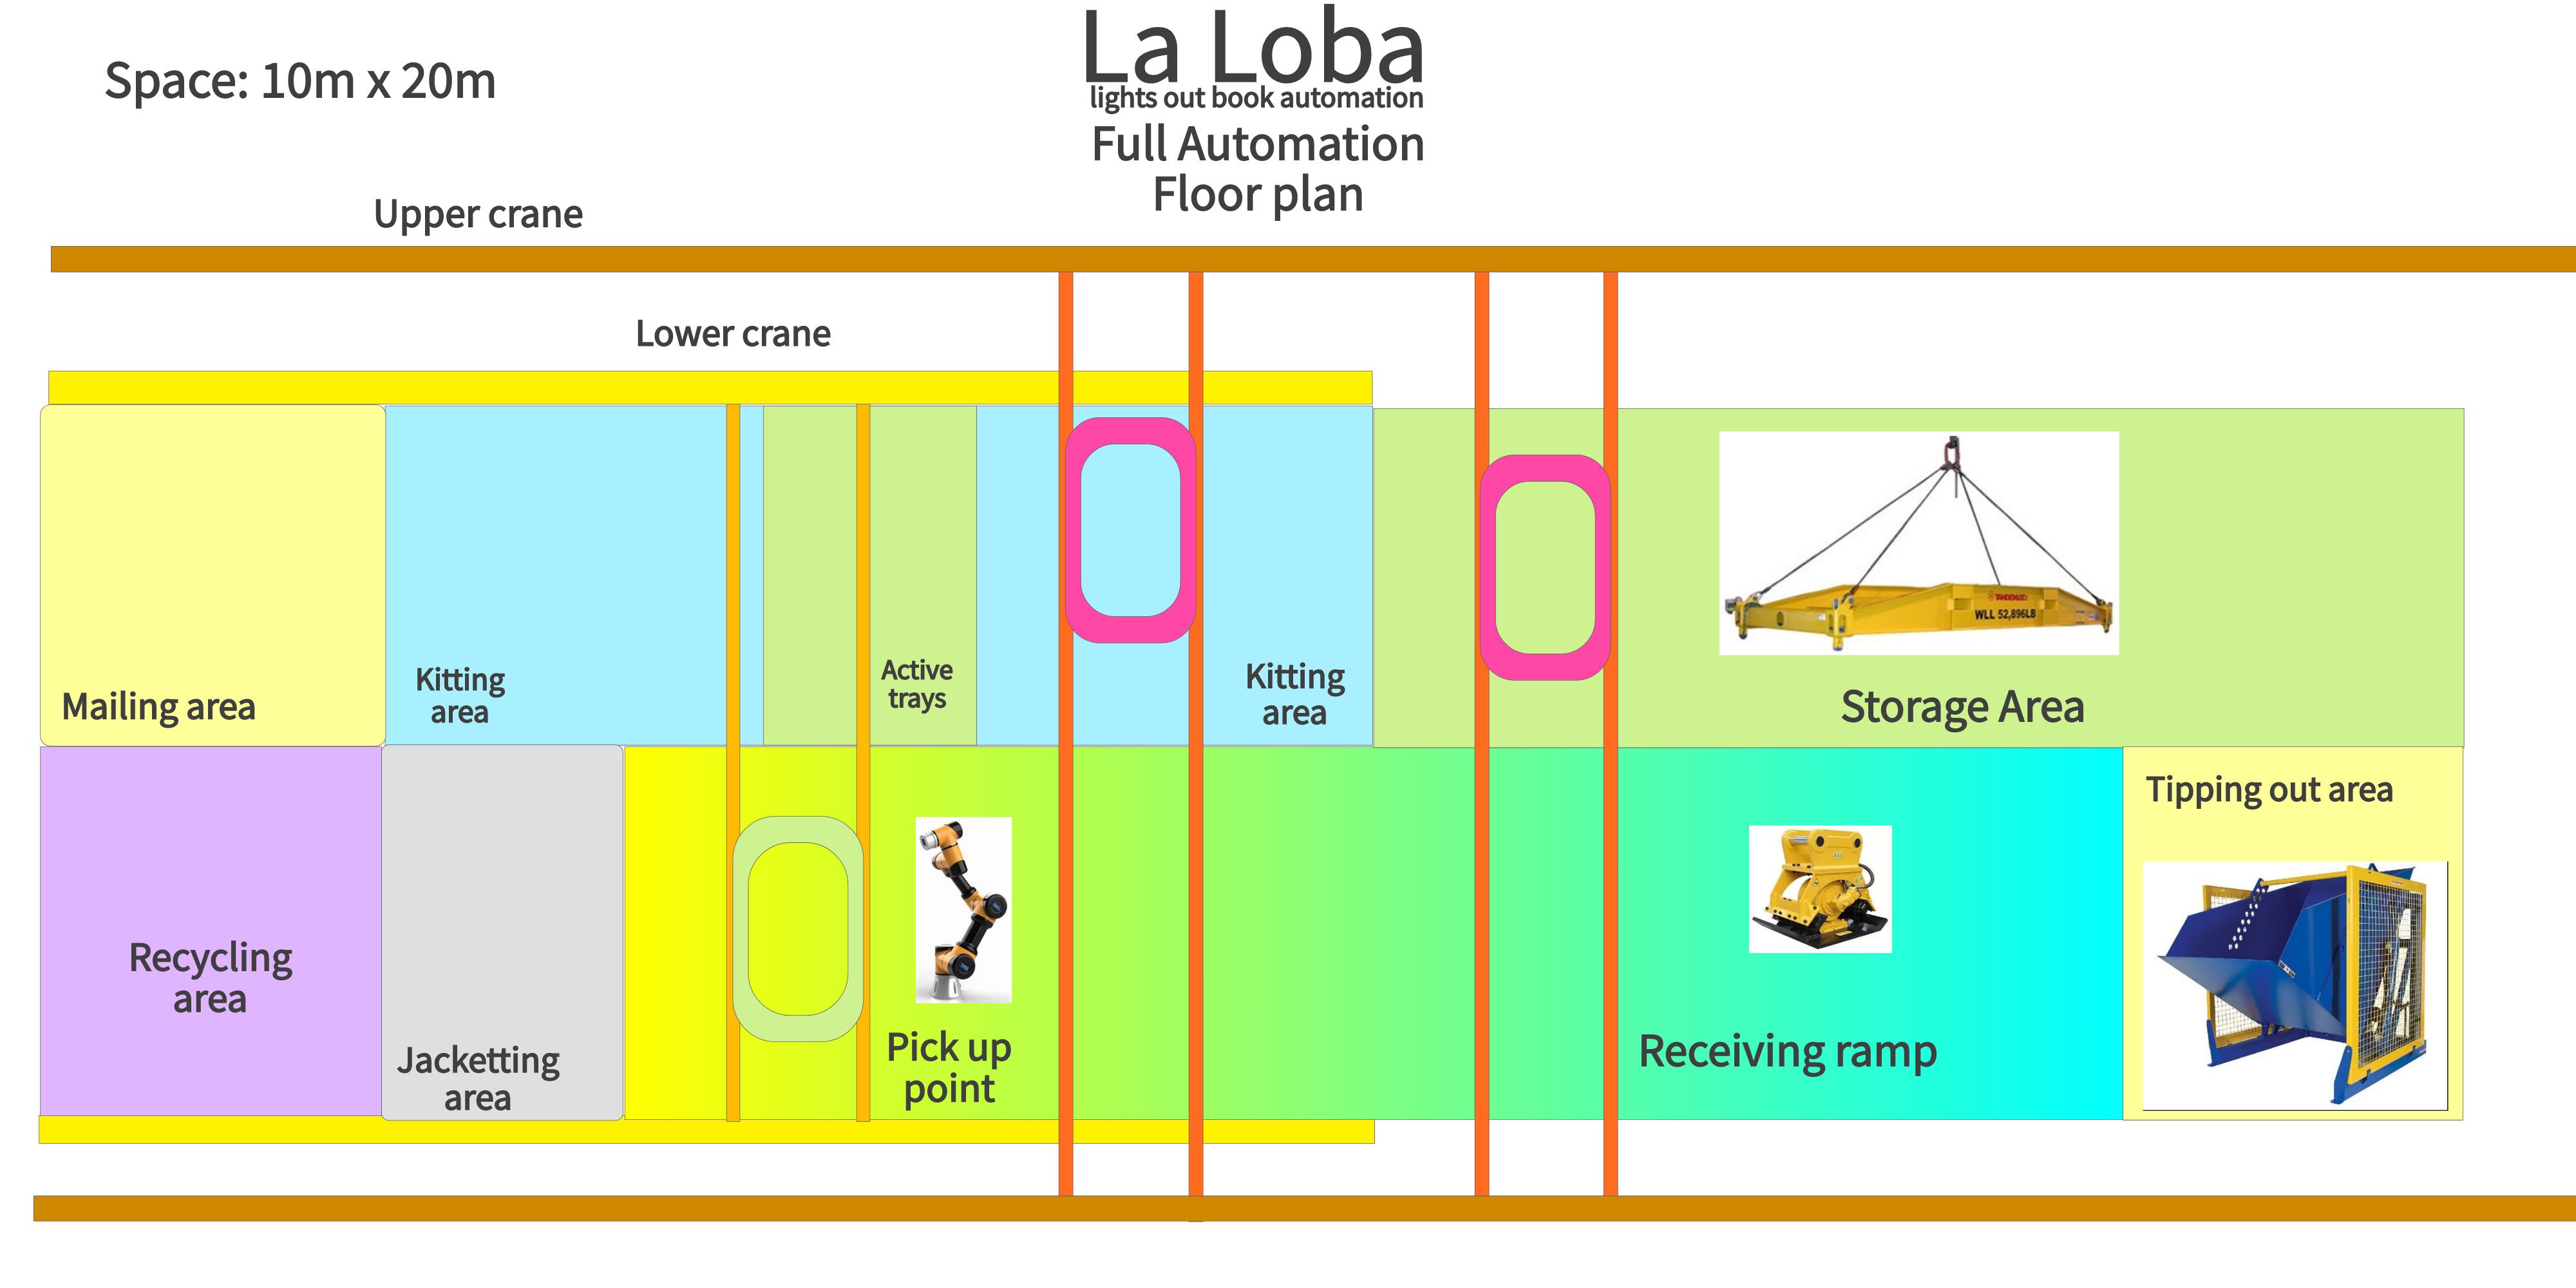 Space: 10m x 20m
La Loba
lights out book automation
Full Automation
Floor plan
Upper crane
Lower crane
Mailing area
Kitting
area
Active
trays
Kitting
area
TANDEMLOC
WLL 52,896LB
Storage Area
Recycling
area
Jacketting
area
Pick up
point
Receiving ramp
Tipping out area